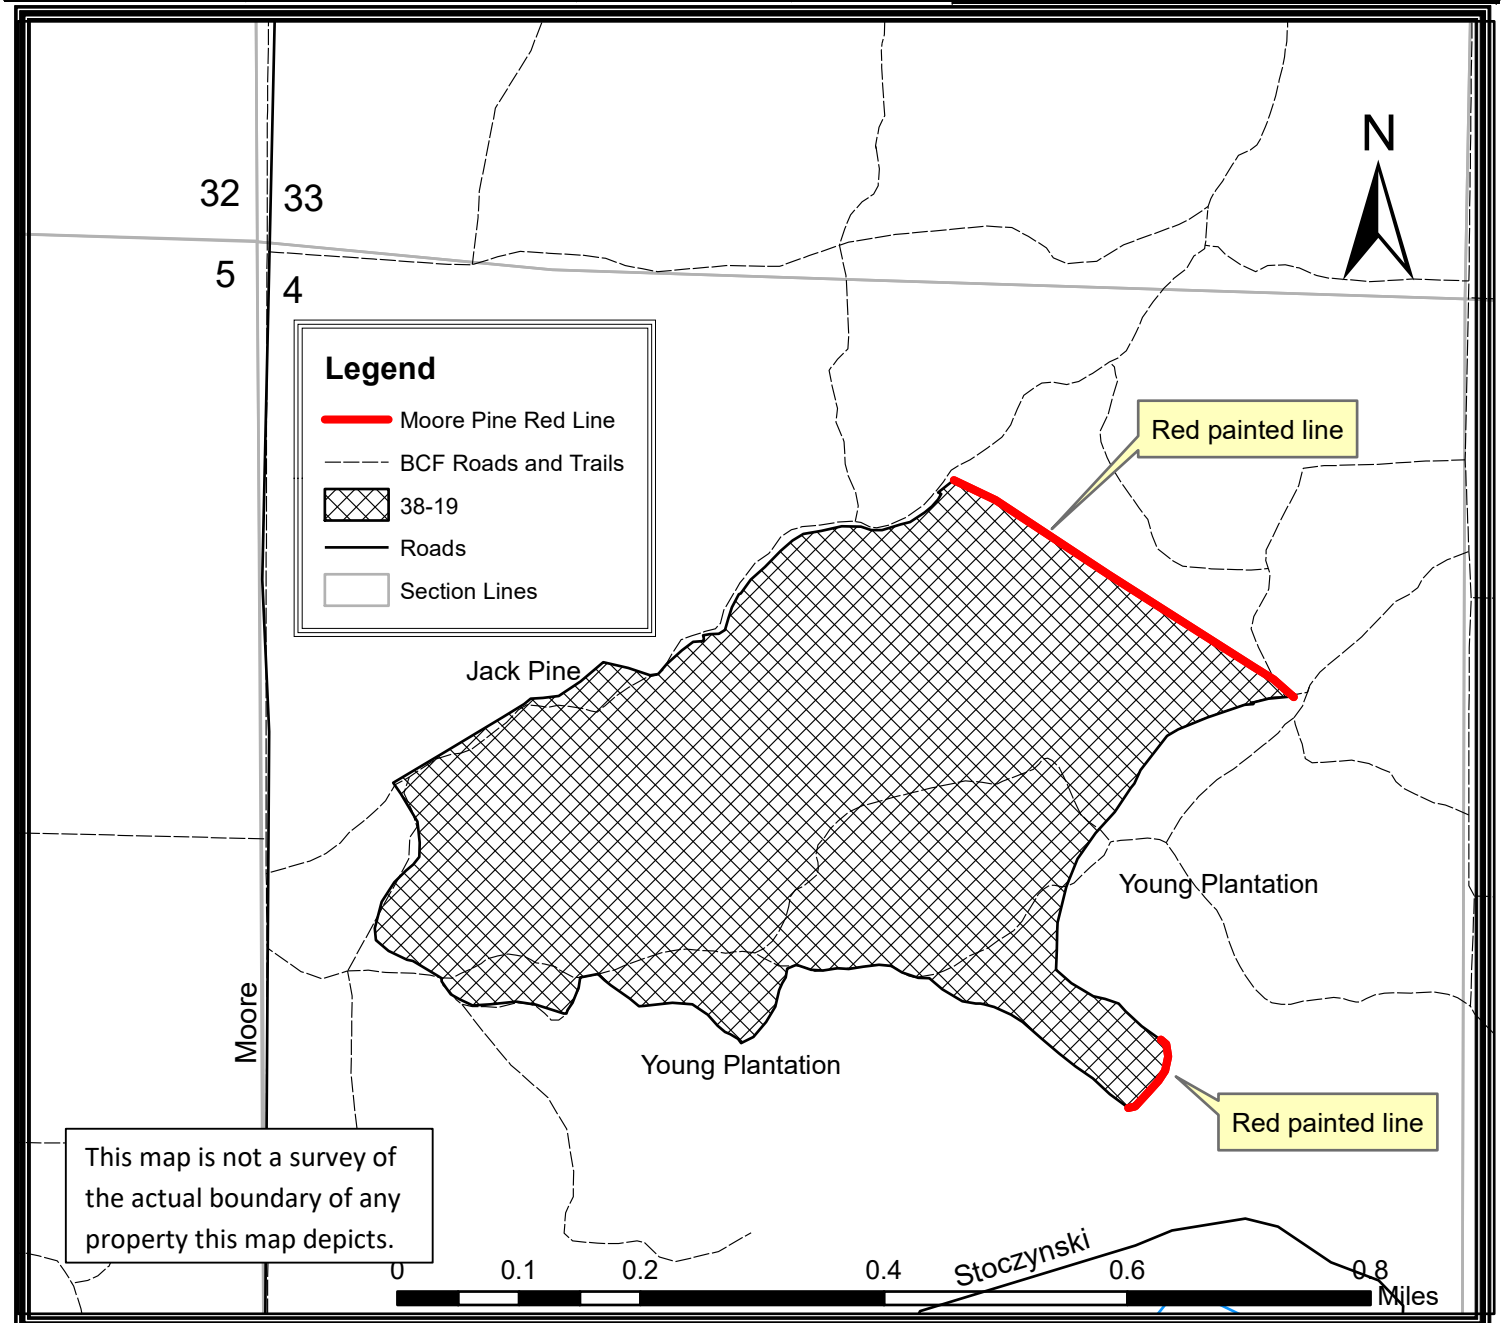 N
32 33
5 4
Legend
Moore Pine Red Line
BCF Roads and Trails
38-19
Roads
Section Lines
Red painted line
Jack Pine
Young Plantation
Moore
Young Plantation
Red painted line
This map is not a survey of
the actual boundary of any
property this map depicts.
Stoczynski
0 0.1 0.2 0.4 0.6 0.8
Miles